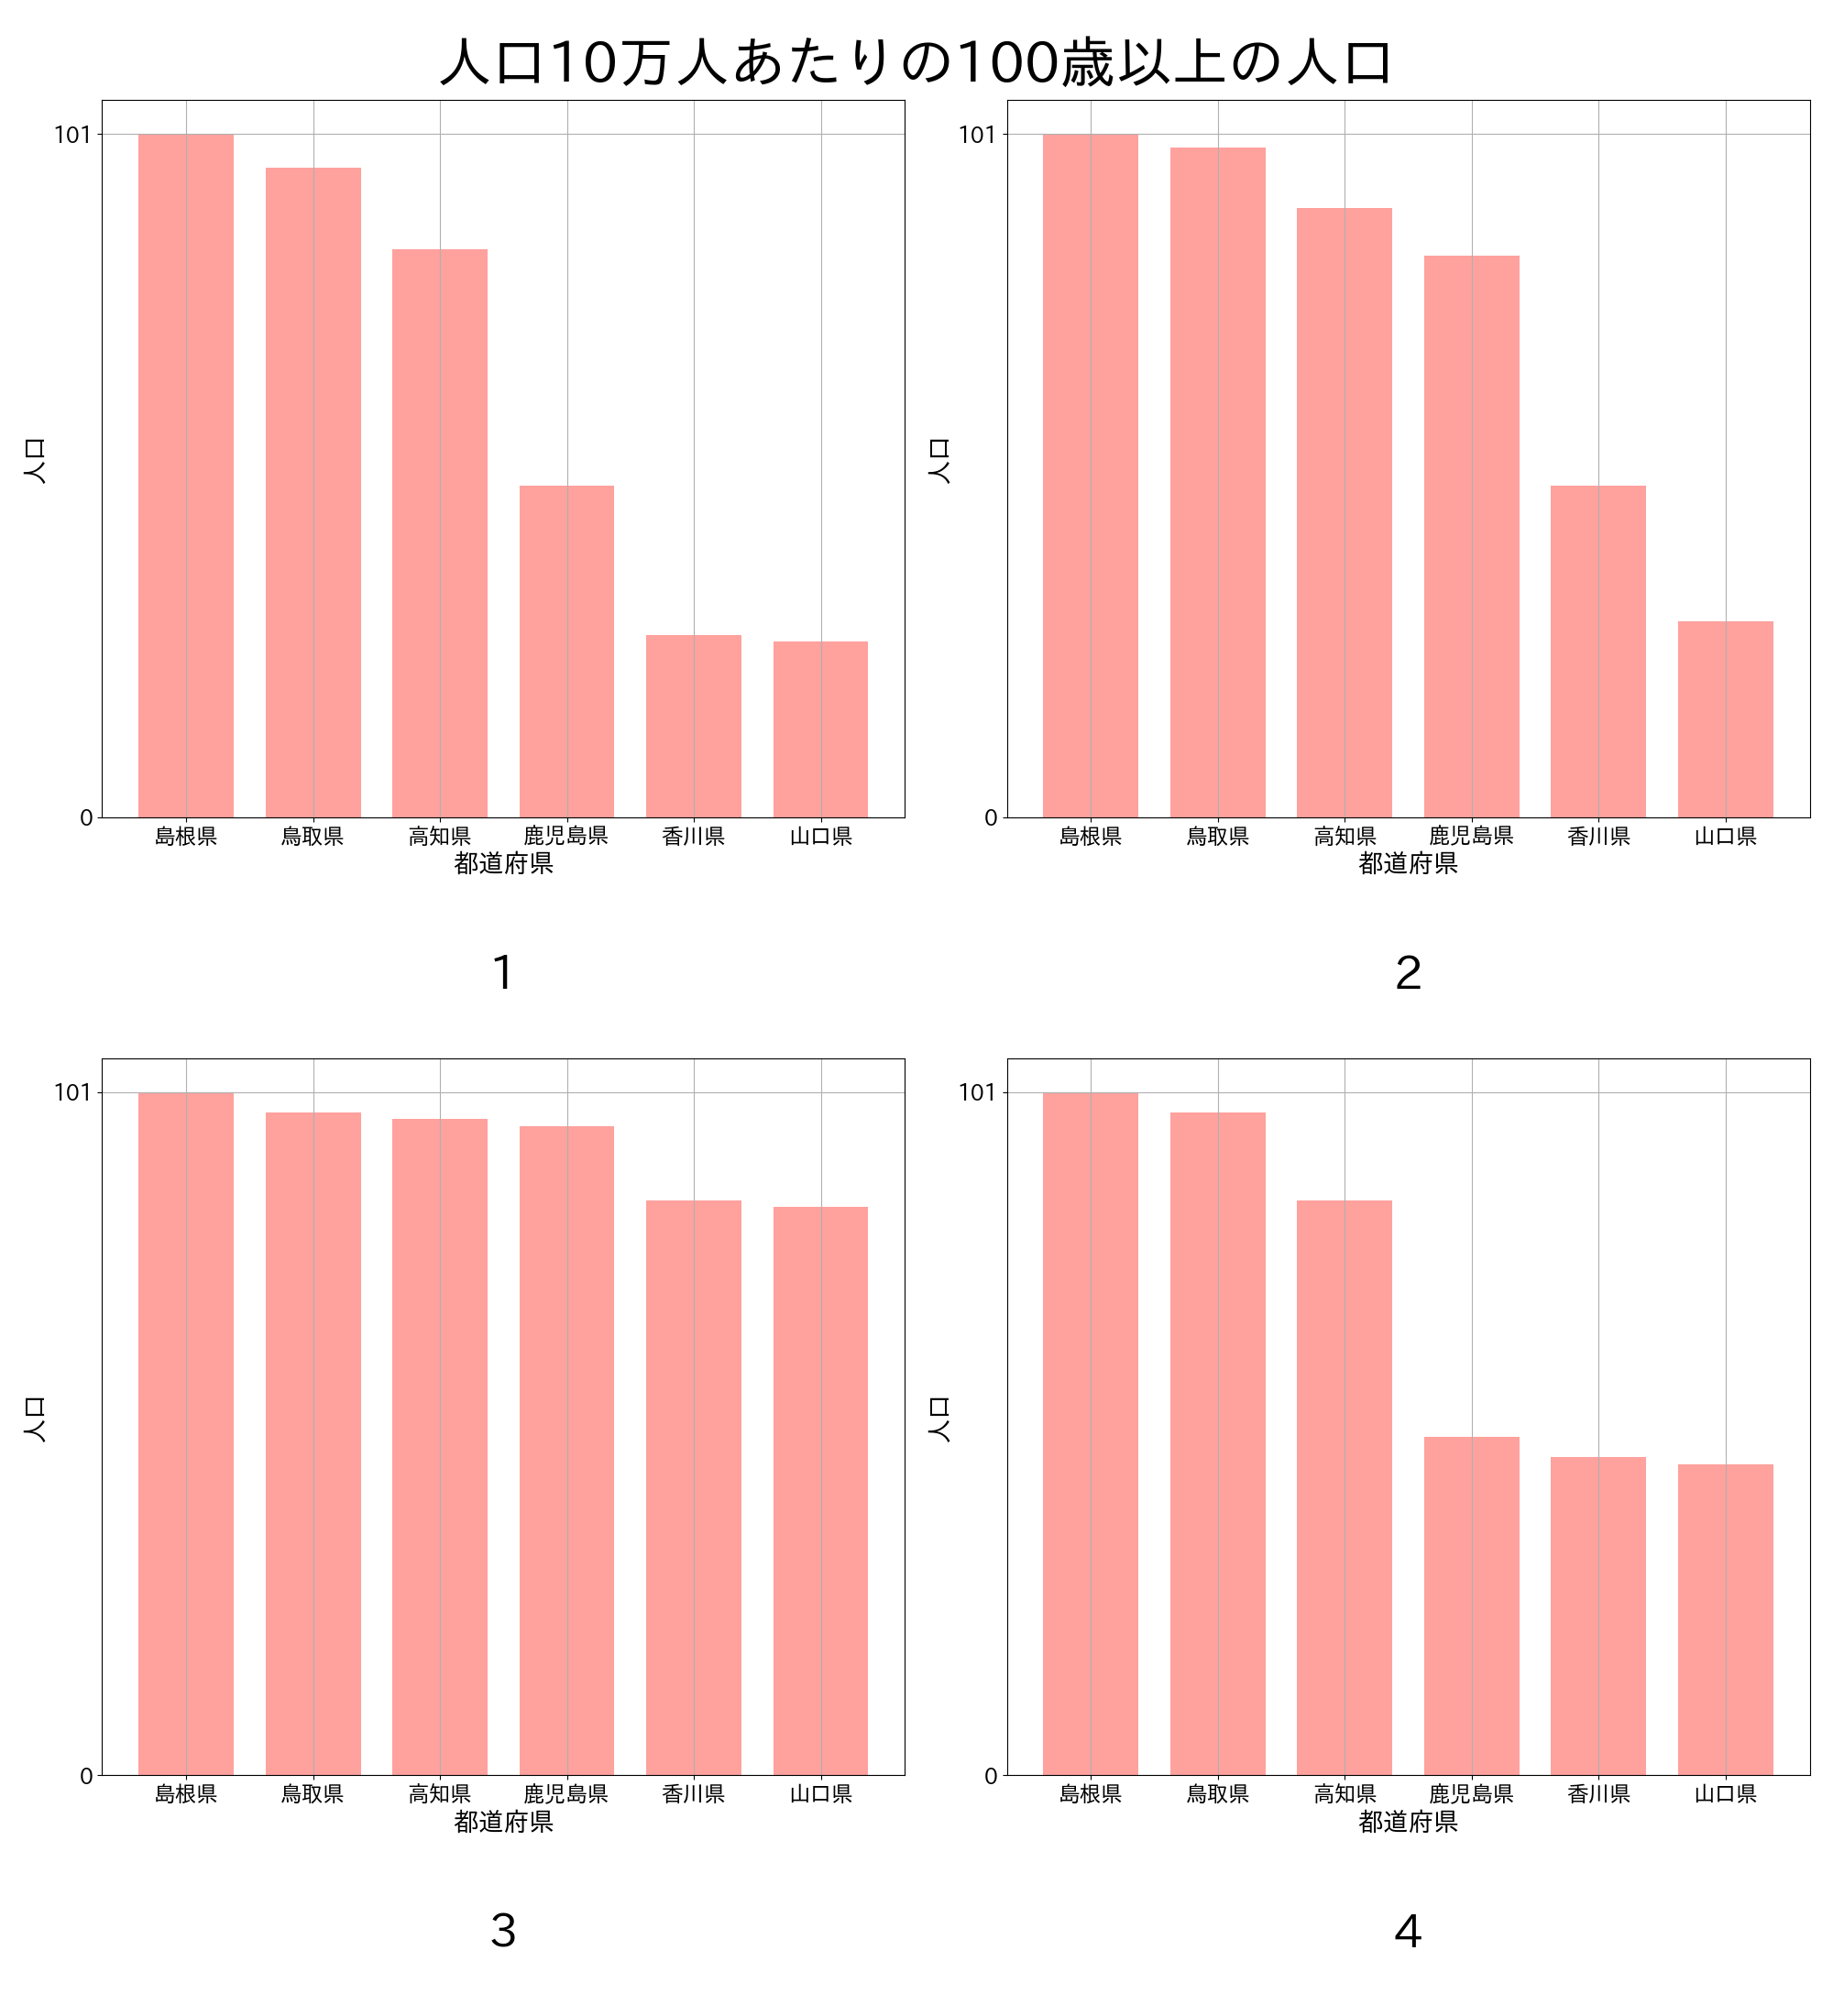 人口10万人あたりの100歳以上の人口
101
0
人口
島根県 鳥取県 高知県 鹿児島県 香川県 山口県
都道府県
1
101
0
人口
島根県 鳥取県 高知県 鹿児島県 香川県 山口県
都道府県
2
101
0
人口
島根県 鳥取県 高知県 鹿児島県 香川県 山口県
都道府県
3
101
0
人口
島根県 鳥取県 高知県 鹿児島県 香川県 山口県
都道府県
4